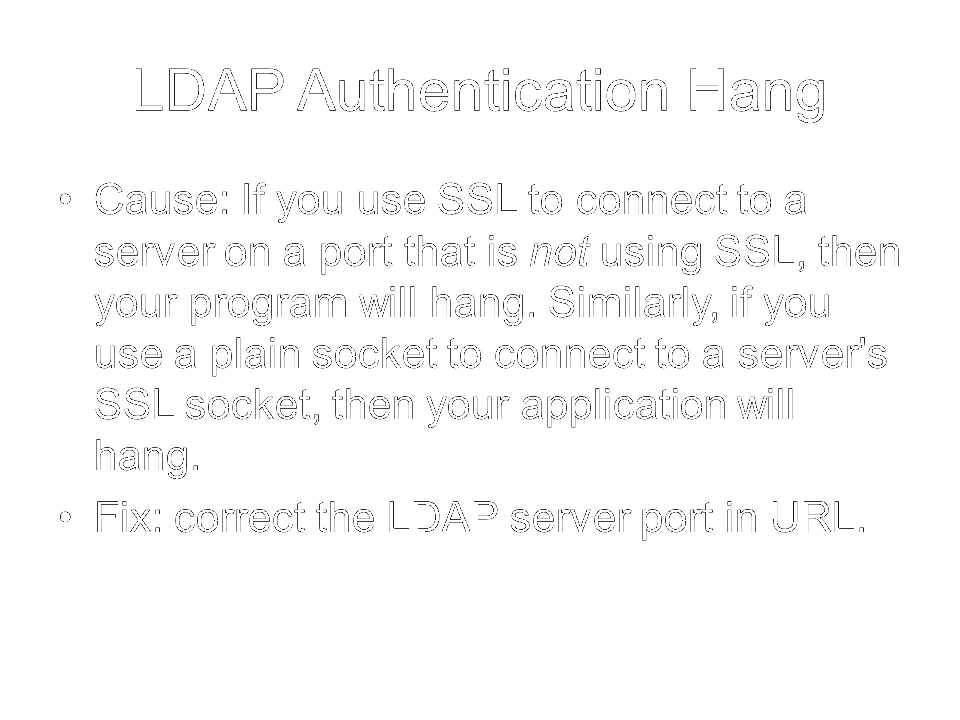 LDAP Authentication Hang
• Cause: If you use SSL to connect to a
server on a port that is not using SSL, then
your program will hang. Similarly, if you
use a plain socket to connect to a server's
SSL socket, then your application will
hang.
• Fix: correct the LDAP server port in URL.